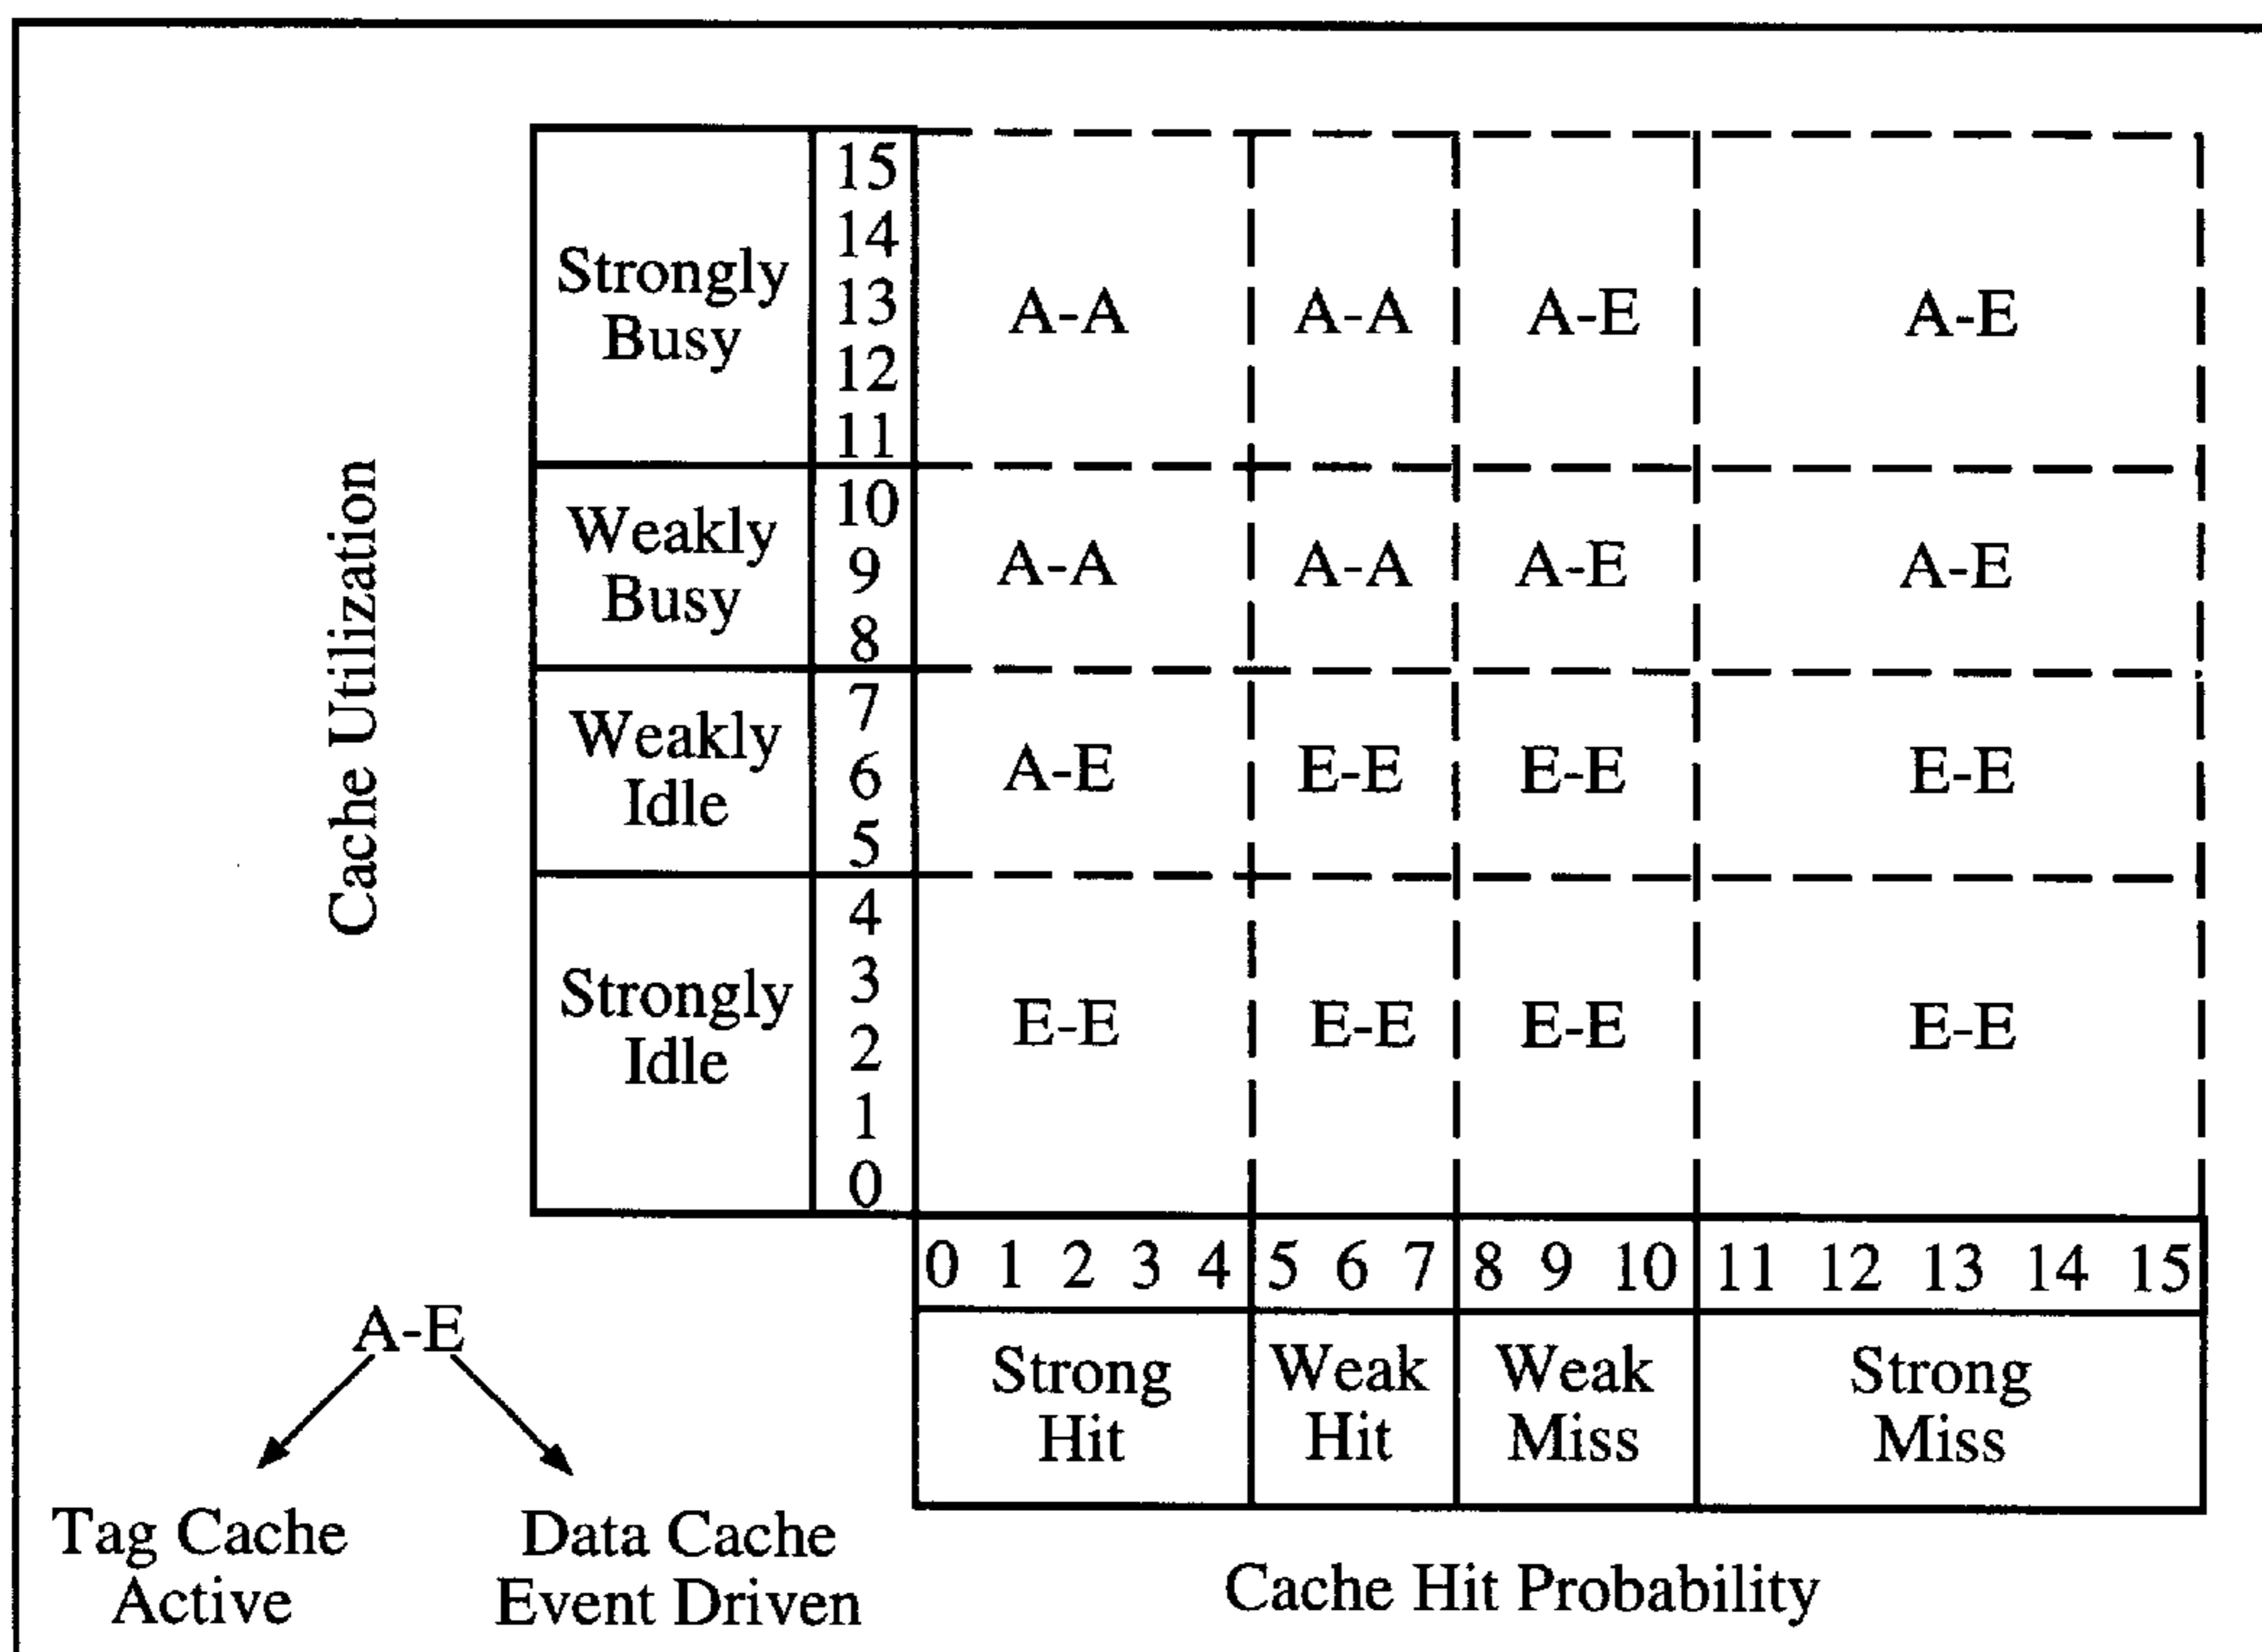 15
14
Strongly
13
Busy
12
A-A A-A A-E A-E
11
10
Weakly
9
Busy
8
A-A A-A A-E A-E
7
Weakly
6
Idle
5
A-E E-E E-E E-E
4
Strongly
3
Idle
2
1
0
E-E E-E E-E E-E
Cache Utilization
0 1 2 3 4 5 6 7 8 9 10 11 12 13 14 15
Strong
Hit
Weak
Hit
Weak
Miss
Strong
Miss
Cache Hit Probability
A-E
Tag Cache
Active
Data Cache
Event Driven